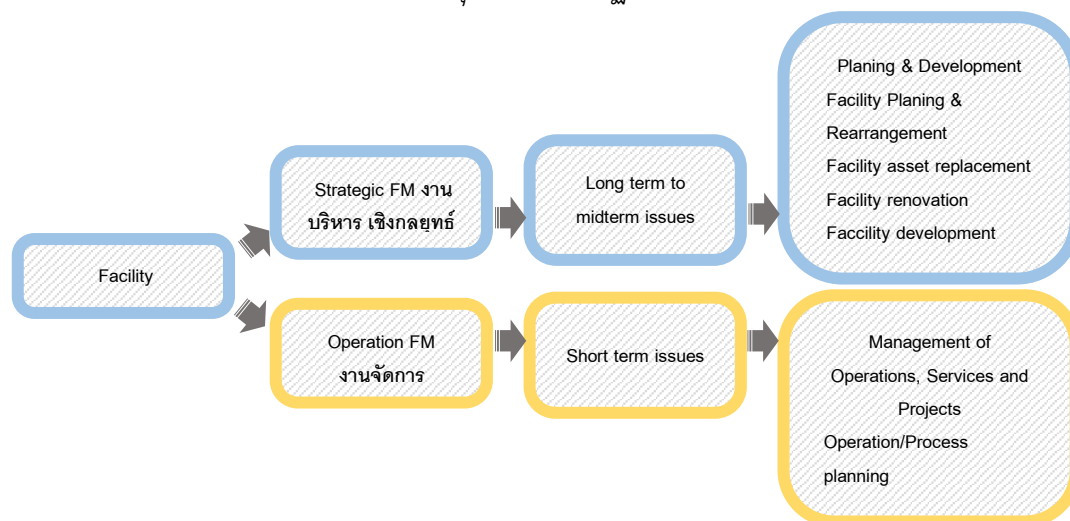 Facility
Strategic FM งาน
บริหาร เชิงกลยุทธ์
Long term to
midterm issues
Planing & Development
Facility Planing &
Rearrangement
Facility asset replacement
Facility renovation
Faccility development
Operation FM
งานจัดการ
Short term issues
Management of
Operations, Services and
Projects
Operation/Process
planning